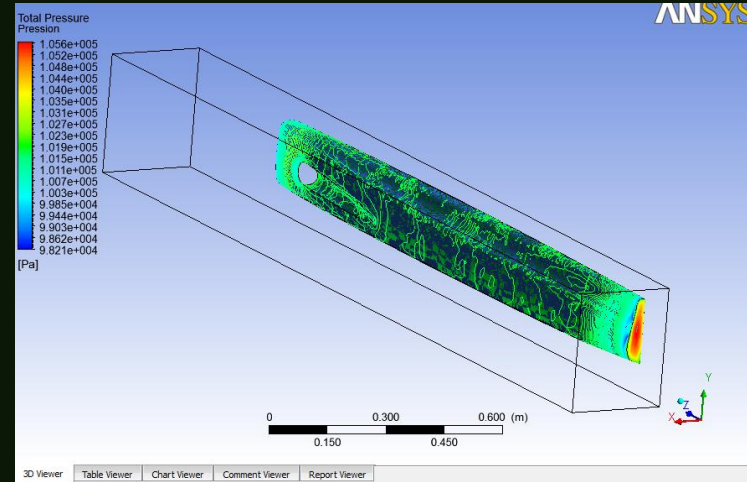 ANSYS
Total Pressure
Pression
1.056e+005
1.052e+005
1.048e+005
1.044e+005
1.040e+005
1.035e+005
1.031e+005
1.027e+005
1.023e+005
1.019e+005
1.015e+005
1.011e+005
1.007e+005
1.003e+005
9.985e+004
9.944e+004
9.903e+004
9.862e+004
9.821e+004
[Pa]
Y
Z
X
0 0.300 0.600 (m)
0.150 0.450
3D Viewer Table Viewer Chart Viewer Comment Viewer Report Viewer